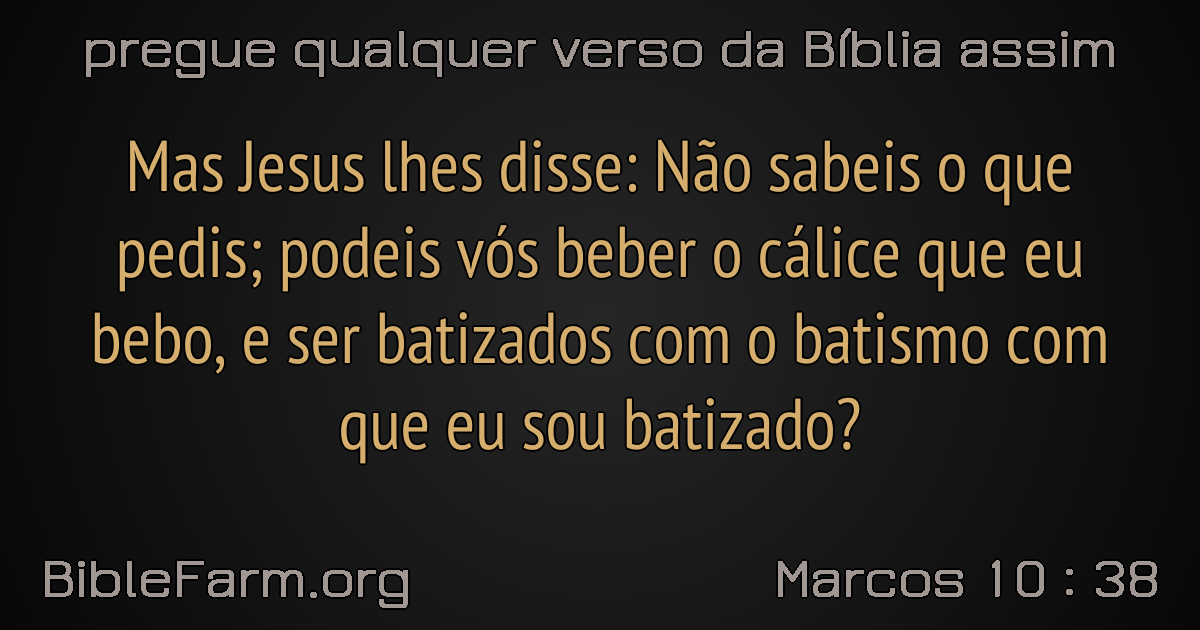 pregue qualquer verso da Bíblia assim
Mas Jesus lhes disse: Não sabeis o que
pedis; podeis vós beber o cálice que eu
bebo, e ser batizados com o batismo com
que eu sou batizado?
BibleFarm.org
Marcos 10 : 38